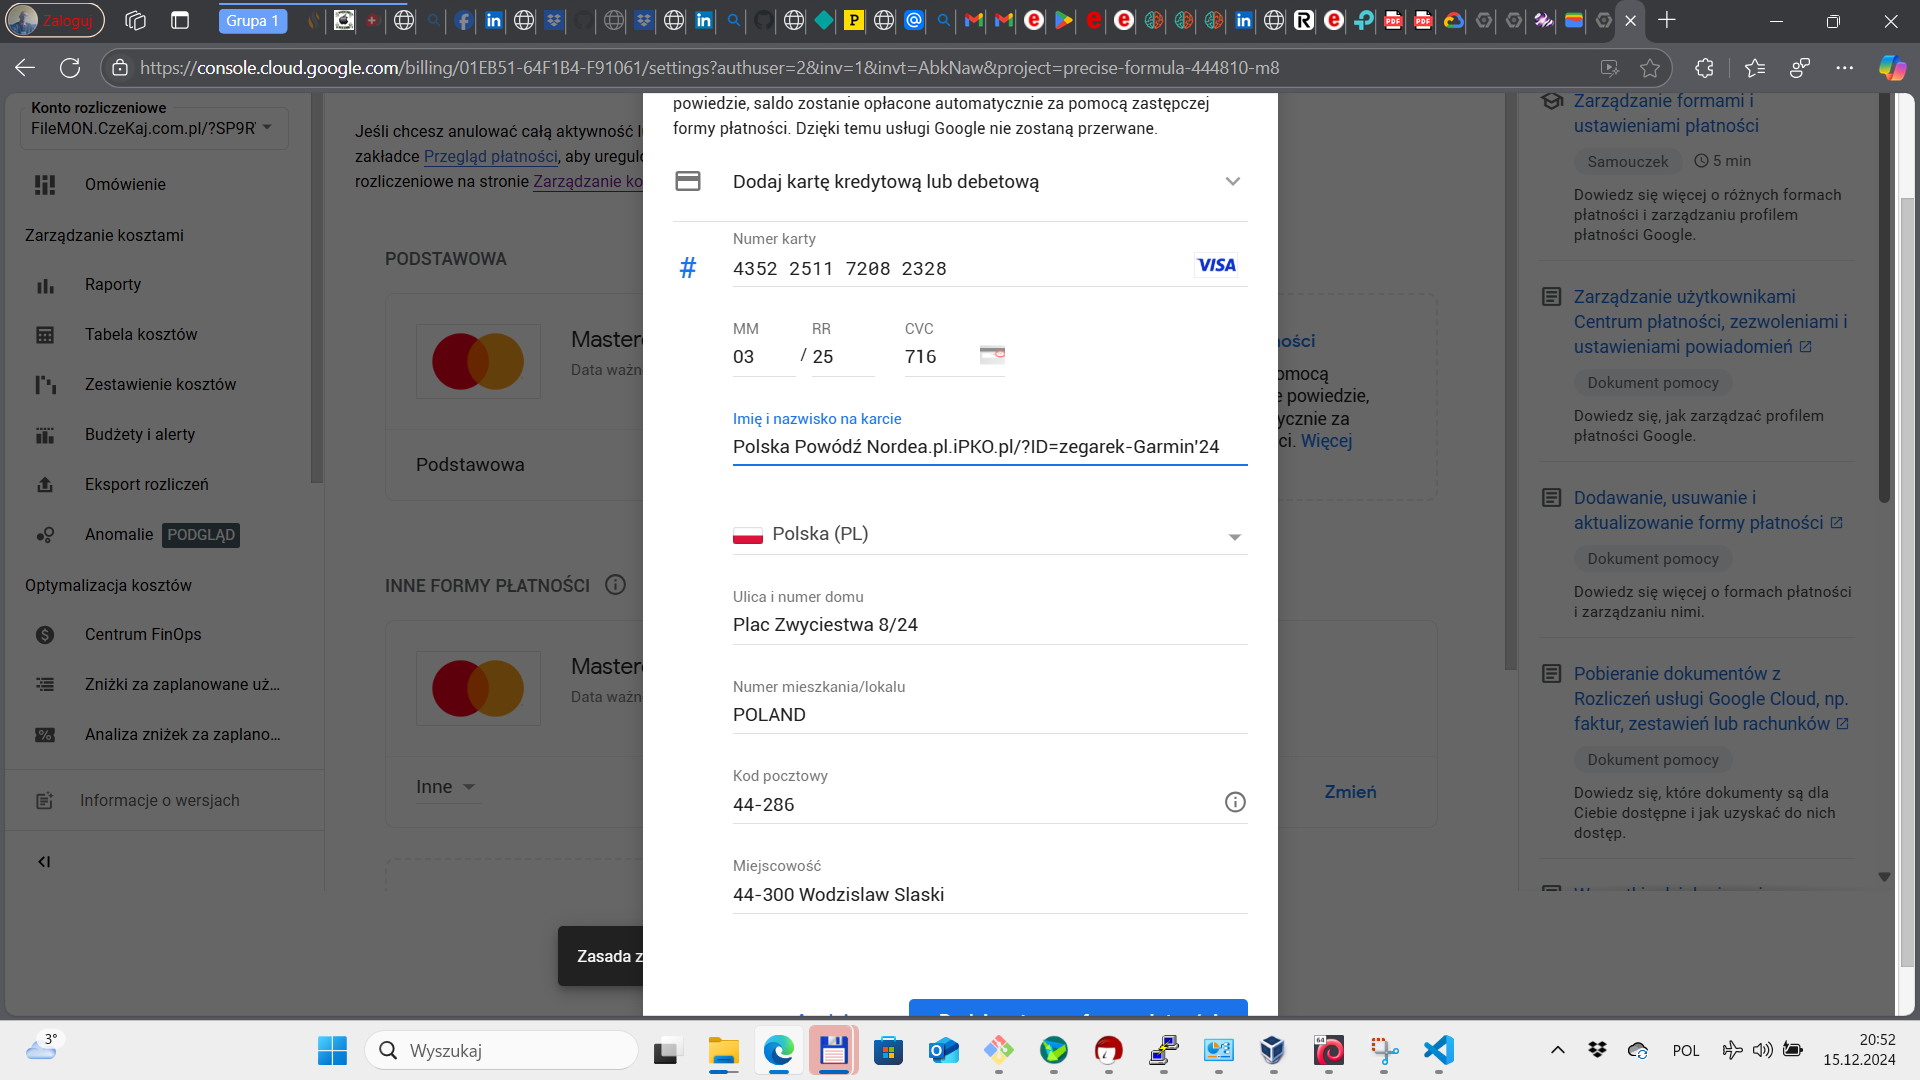 Zaloguj
Grupa 1
https://console.cloud.google.com/billing/01EB51-64F1B4-F91061/settings?authuser=2&inv=1&invt=AbkNaw&project=precise-formula-444810-m8
Konto rozliczeniowe
FileMON.CzeKaj.com.pl/?SP9R
Omówienie
Zarządzanie kosztami
Raporty
Tabela kosztów
Zestawienie kosztów
Budżety i alerty
Eksport rozliczeń
Anomalie PODGLĄD
Optymalizacja kosztów
Centrum FinOps
Zniżki za zaplanowane uż...
Analiza zniżek za zaplano...
Informacje o wersjach
Jeśli chcesz anulować całą aktywność
zakładce Przegląd płatności, aby uregulo
rozliczeniowe na stronie Zarządzanie ko
PODSTAWOWA
Master
Data ważn
Podstawowa
INNE FORMY PŁATNOŚCI
Master
Data ważn
Inne
Zmień
ności
omocą
e powiedzie,
ycznie za
ci. Więcej
Zasada z
powiedzie, saldo zostanie opłacone automatycznie za pomocą zastępczej
formy płatności. Dzięki temu usługi Google nie zostaną przerwane.
Dodaj kartę kredytową lub debetową
Numer karty
# 4352 2511 7208 2328 VISA
MM RR CVC
03 / 25 716
Imię i nazwisko na karcie
Polska Powódź Nordea.pl.iPKO.pl/?ID=zegarek-Garmin'24
Polska (PL)
Ulica i numer domu
Plac Zwyciestwa 8/24
Numer mieszkania/lokalu
POLAND
Kod pocztowy
44-286
Miejscowość
44-300 Wodzislaw Slaski
Zarządzanie formami i
ustawieniami płatności
Samouczek 5 min
Dowiedz się więcej o różnych formach
płatności i zarządzaniu profilem
płatności Google.
Zarządzanie użytkownikami
Centrum płatności, zezwoleniami i
ustawieniami powiadomień
Dokument pomocy
Dowiedz się, jak zarządzać profilem
płatności Google.
Dodawanie, usuwanie i
aktualizowanie formy płatności
Dokument pomocy
Dowiedz się więcej o formach płatności
i zarządzaniu nimi.
Pobieranie dokumentów z
Rozliczeń usługi Google Cloud, np.
faktur, zestawień lub rachunków
Dokument pomocy
Dowiedz się, które dokumenty są dla
Ciebie dostępne i jak uzyskać do nich
dostęp.
3°
Wyszukaj
POL
20:52
15.12.2024